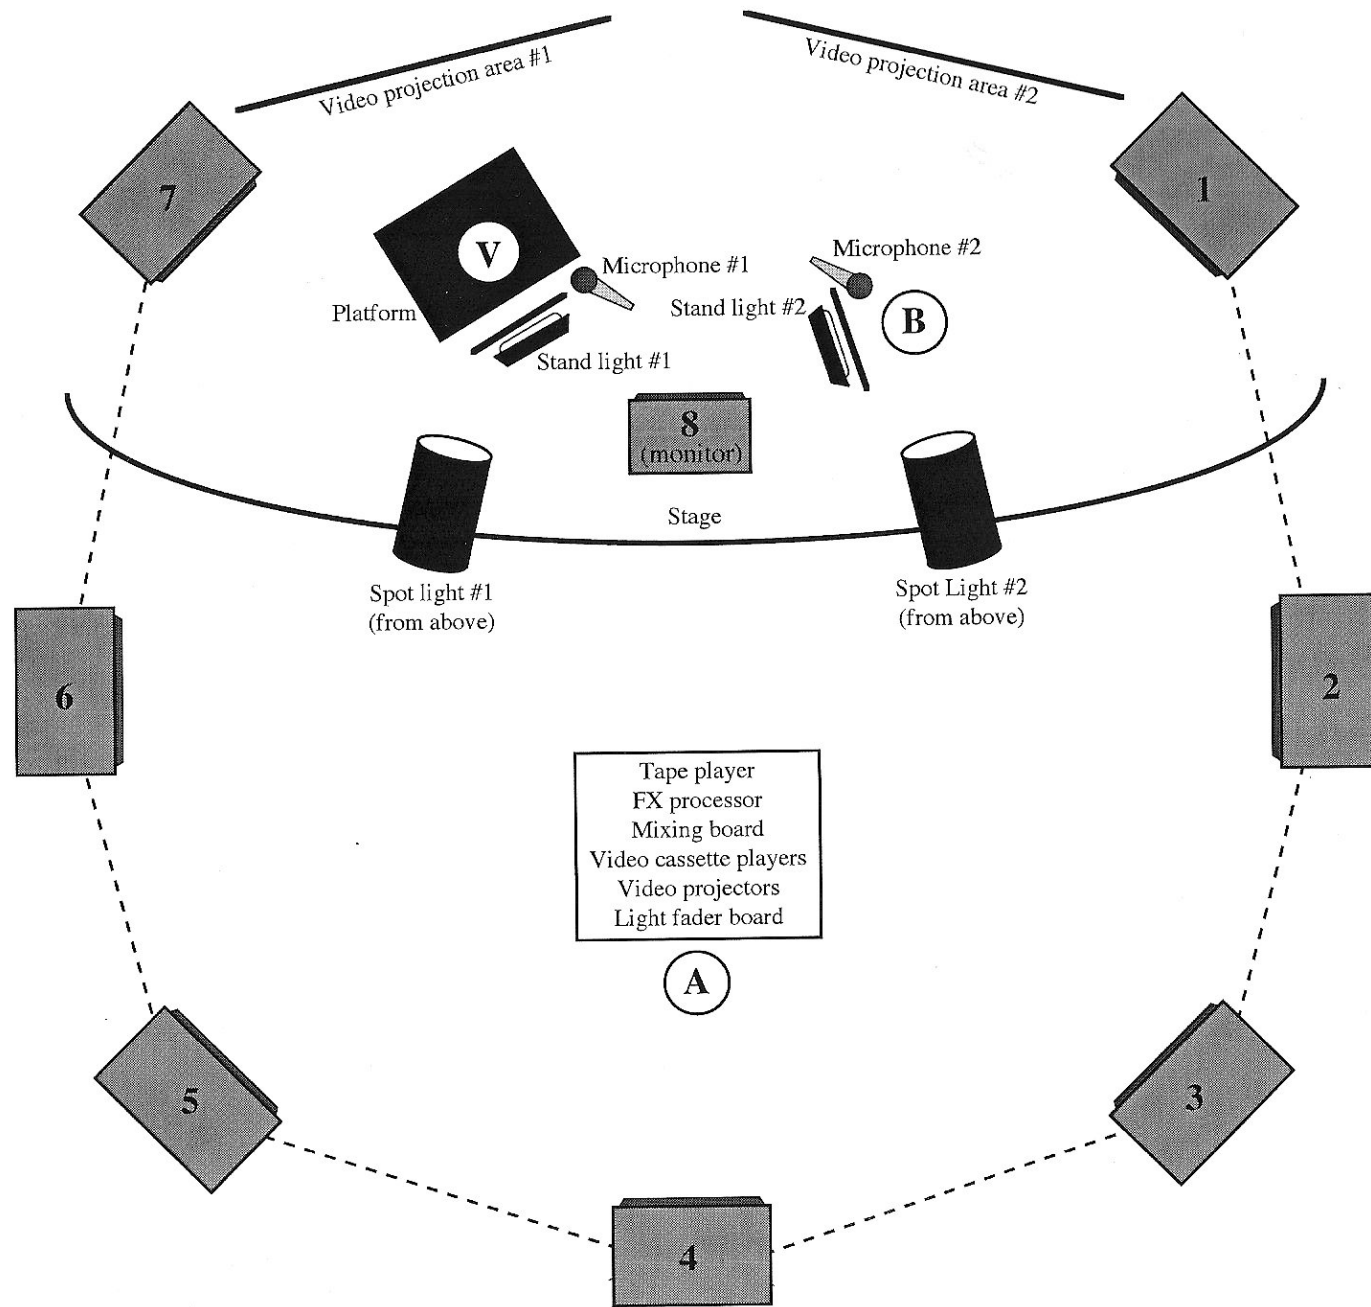 Video projection area #1
Video projection area #2
7
1
V
Microphone #1
Microphone #2
Platform
Stand light #2
B
Stand light #1
8
(monitor)
Stage
Spot light #1
(from above)
Spot Light #2
(from above)
6
2
Tape player
FX processor
Mixing board
Video cassette players
Video projectors
Light fader board
A
5
3
4